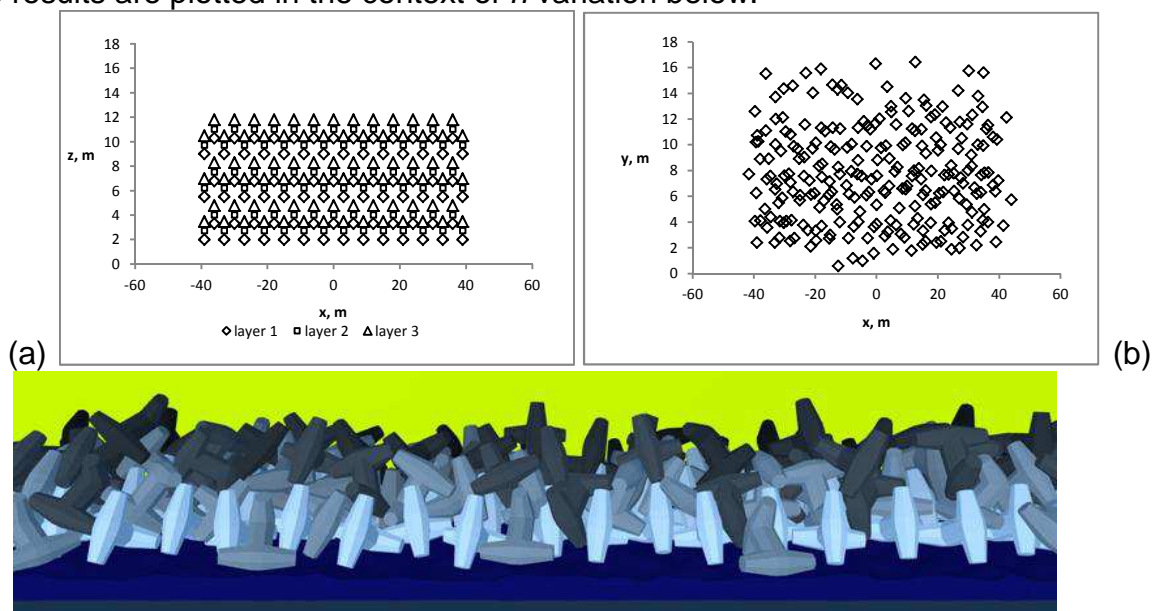 results are plotted in the context of n variation below.
18
16
14
12
10
8
6
4
2
0
z, m
-60 -40 -20 0 20 40 60
x, m
layer 1 layer 2 layer 3
(a)
18
16
14
12
10
8
6
4
2
0
y, m
-60 -40 -20 0 20 40 60
x, m
(b)